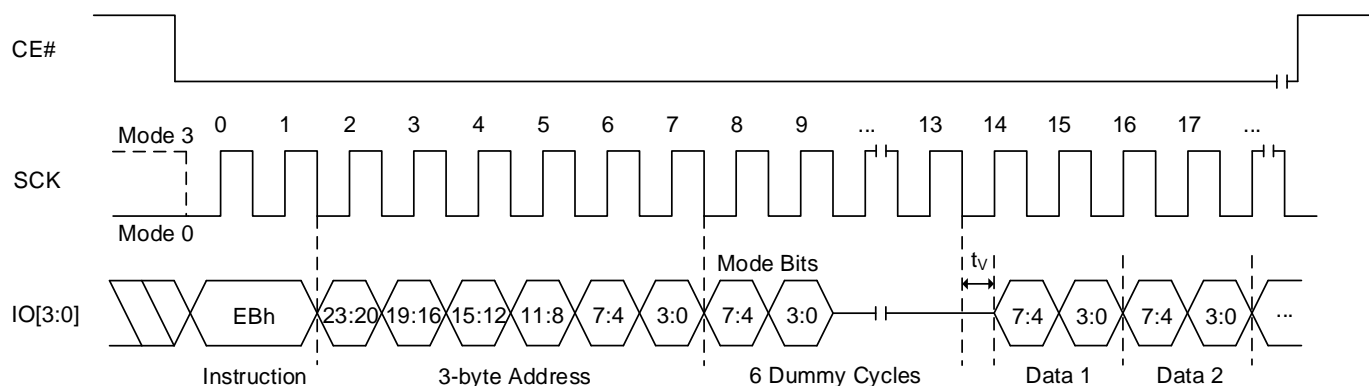 CE#
0 1 2 3 4 5 6 7 8 9 ... 13 14 15 16 17 ...
Mode 3
SCK
Mode 0
Mode Bits
tV
IO[3:0]
EBh 23:20 19:16 15:12 11:8 7:4 3:0 7:4 3:0 7:4 3:0 7:4 3:0 ...
Instruction 3-byte Address 6 Dummy Cycles Data 1 Data 2